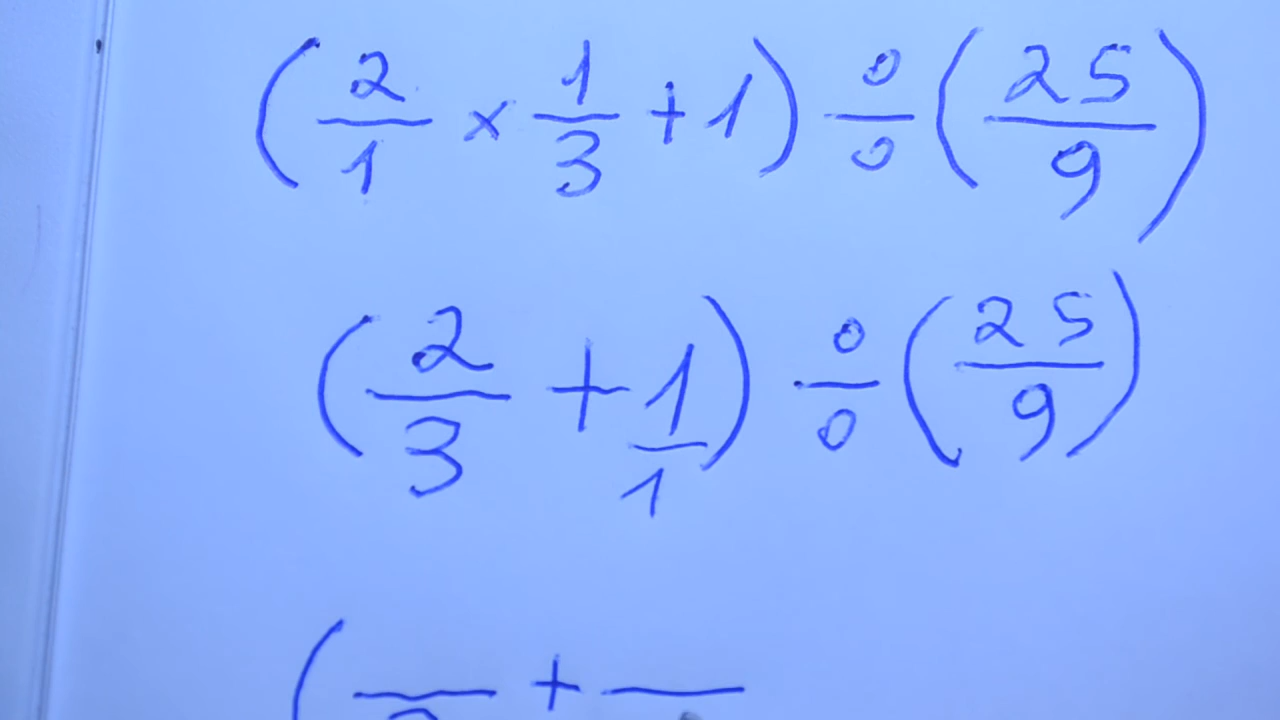 (2/1 × 1/3 + 1) ÷ (25/9)
(2/3 + 1/1) ÷ (25/9)
( — + —